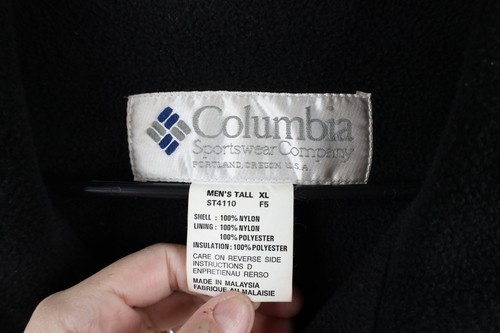 Columbia
Sportswear Company
PORTLAND, OREGON U.S.A.
MEN'S TALL XL
ST4110 F5
SHELL : 100% NYLON
LINING : 100% NYLON
100% POLYESTER
INSULATION: 100% POLYESTER
CARE ON REVERSE SIDE
INSTRUCTIONS D
ENPRETIENAU RERSO
MADE IN MALAYSIA
FABRIQUE AU MALAISIE